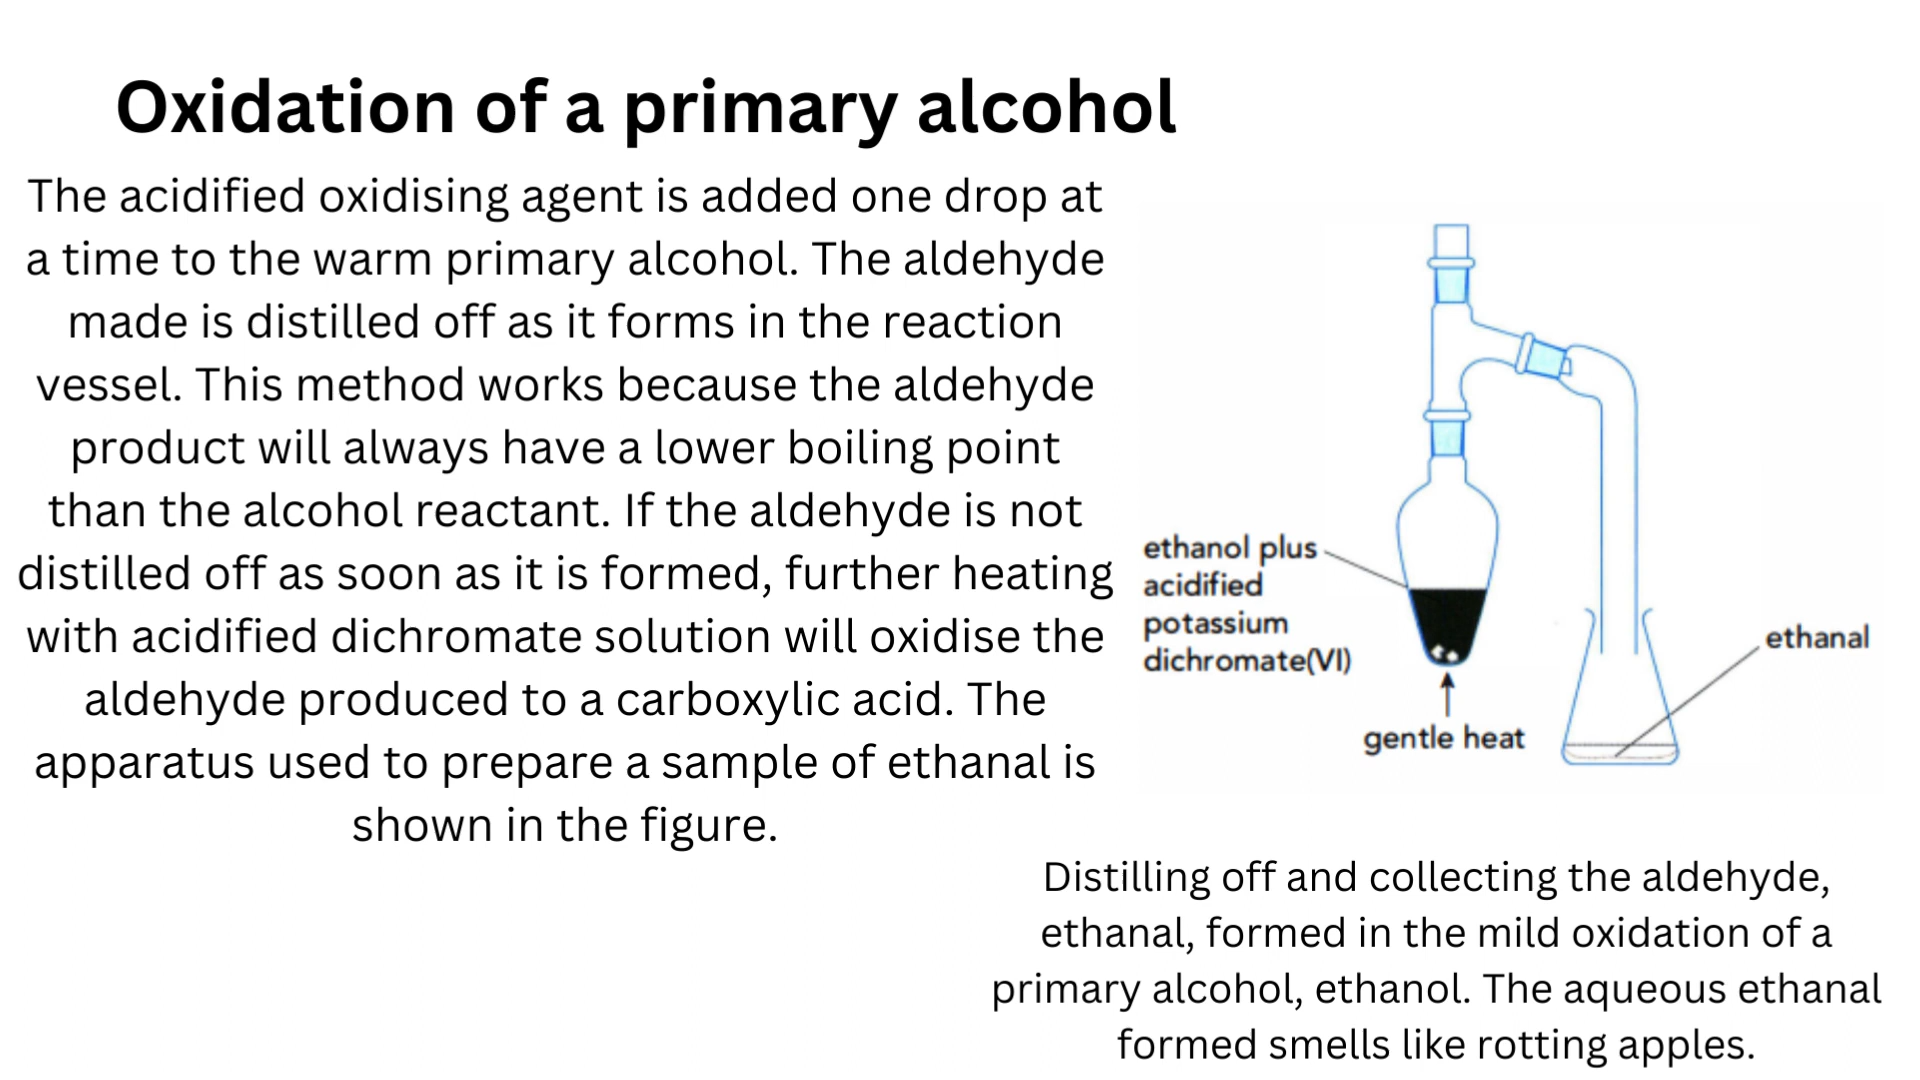 Oxidation of a primary alcohol
The acidified oxidising agent is added one drop at
a time to the warm primary alcohol. The aldehyde
made is distilled off as it forms in the reaction
vessel. This method works because the aldehyde
product will always have a lower boiling point
than the alcohol reactant. If the aldehyde is not
distilled off as soon as it is formed, further heating
with acidified dichromate solution will oxidise the
aldehyde produced to a carboxylic acid. The
apparatus used to prepare a sample of ethanal is
shown in the figure.
ethanol plus
acidified
potassium
dichromate(VI)
gentle heat
ethanal
Distilling off and collecting the aldehyde,
ethanal, formed in the mild oxidation of a
primary alcohol, ethanol. The aqueous ethanal
formed smells like rotting apples.